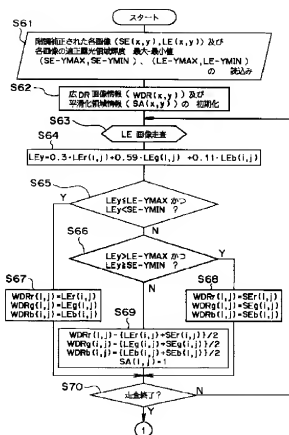 スタート
S61
階調補正された各画像(SE(x,y),LE(x,y))及び
各画像の適正露光領域輝度 最大-最小値
(SE-YMAX,SE-YMIN)、(LE-YMAX,LE-YMIN)
の 読込み
S62
広DR画像情報(WDR(x,y))及び
平滑化領域情報(SA(x,y))の 初期化
S63
LE 画像走査
S64
LEy=0.3・LEr(i,j)+0.59・LEg(i,j)+0.11・LEb(i,j)
S65
LEy≦LE-YMAX かつ
LEy<SE-YMIN ?
Y
N
S66
LEy>LE-YMAX かつ
LEy≧SE-YMIN ?
Y
N
S67
WDRr(i,j)=LEr(i,j)
WDRg(i,j)=LEg(i,j)
WDRb(i,j)=LEb(i,j)
S68
WDRr(i,j)=SEr(i,j)
WDRg(i,j)=SEg(i,j)
WDRb(i,j)=SEb(i,j)
S69
WDRr(i,j)={LEr(i,j)+SEr(i,j)}/2
WDRg(i,j)={LEg(i,j)+SEg(i,j)}/2
WDRb(i,j)={LEb(i,j)+SEb(i,j)}/2
SA(i,j)=1
S70
走査終了?
N
Y
1